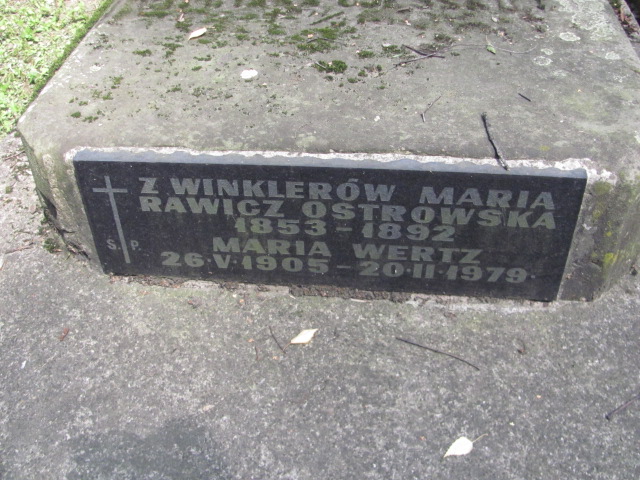 Z WINKLERÓW MARIA
RAWICZ OSTROWSKA
1853-1892
Ś. P.
MARIA WERTZ
26·V·1905-20·II·1979·